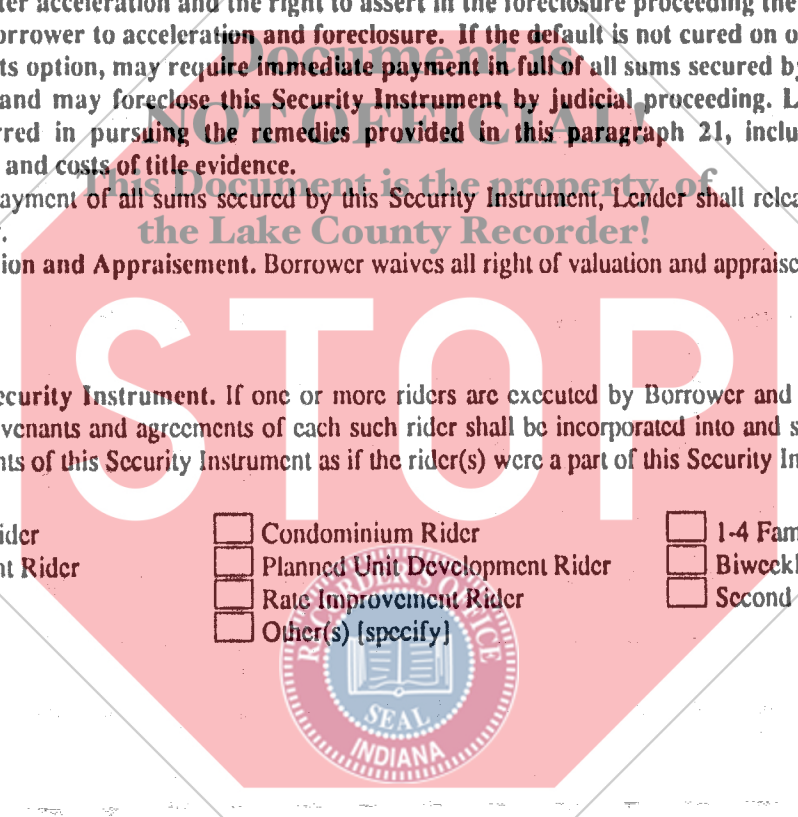 ter acceleration and the right to assert in the foreclosure proceeding the
orrower to acceleration and foreclosure. If the default is not cured on o
ts option, may require immediate payment in full of all sums secured by
and may foreclose this Security Instrument by judicial proceeding. L
rred in pursuing the remedies provided in this paragraph 21, inclu
and costs of title evidence.
ayment of all sums secured by this Security Instrument, Lender shall relea
ion and Appraisement. Borrower waives all right of valuation and appraise
ecurity Instrument. If one or more riders are executed by Borrower and
venants and agreements of each such rider shall be incorporated into and s
nts of this Security Instrument as if the rider(s) were a part of this Security In
ider Condominium Rider 1-4 Fam
nt Rider Planned Unit Development Rider Biweekl
Rate Improvement Rider Second
Other(s) [specify]
Document is
NOT OFFICIAL!
This Document is the property of
the Lake County Recorder!
STOP
RECORDER'S OFFICE
SEAL
INDIANA